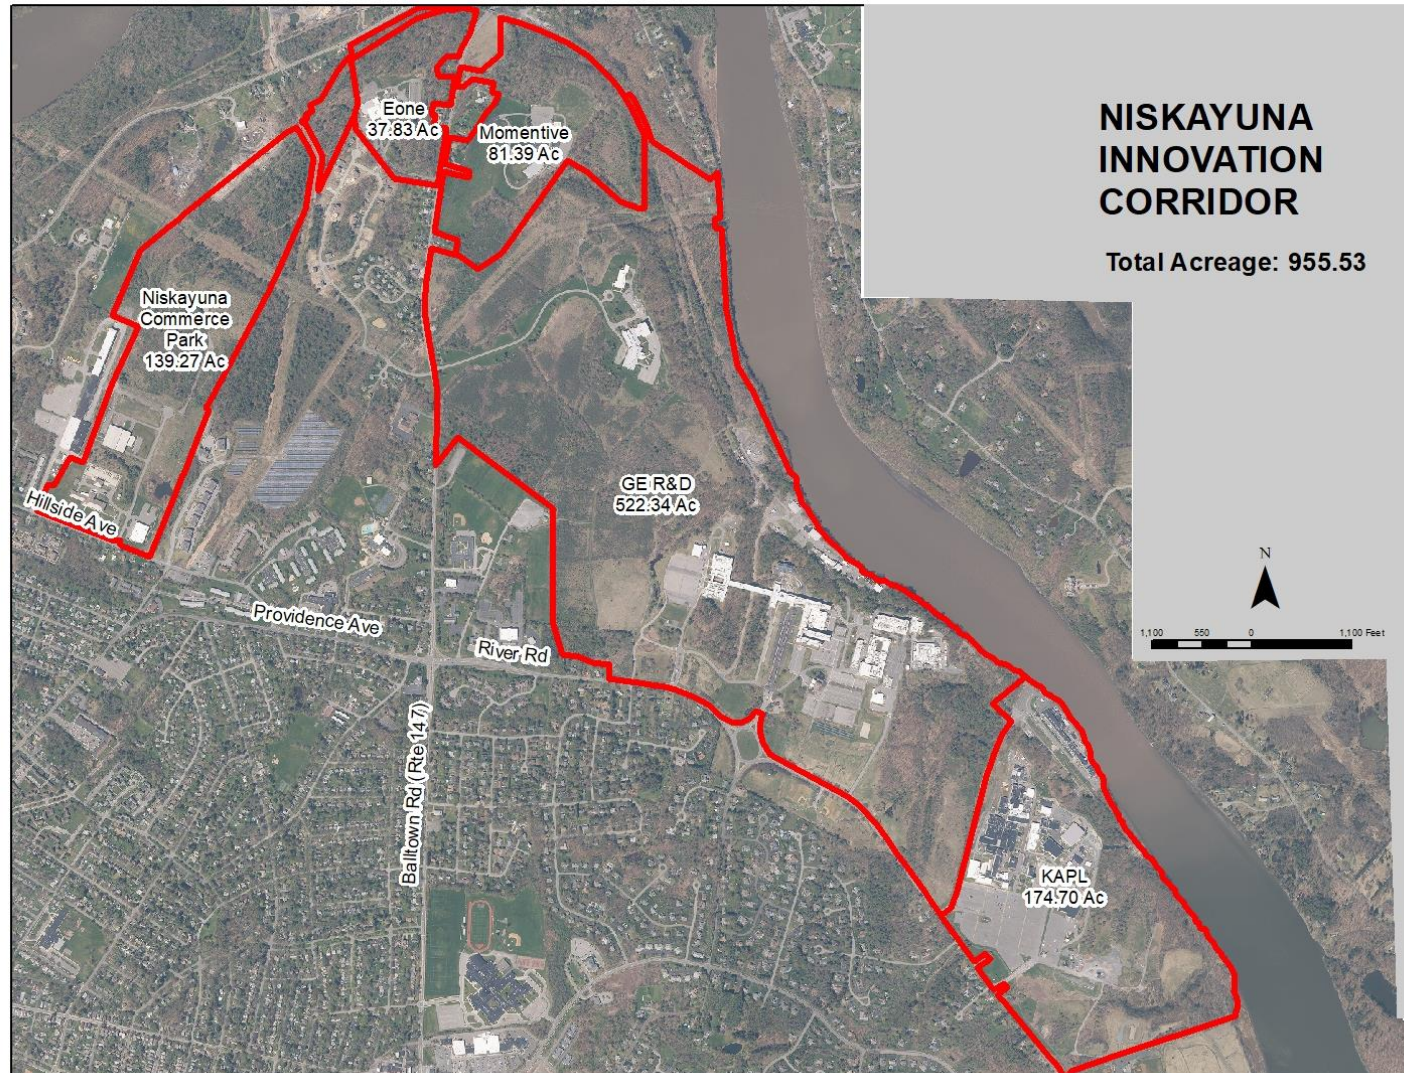 NISKAYUNA
INNOVATION
CORRIDOR
Total Acreage: 955.53
Eone
37.83 Ac
Momentive
81.39 Ac
Niskayuna
Commerce
Park
139.27 Ac
GE R&D
522.34 Ac
Hillside Ave
Providence Ave
River Rd
Balltown Rd (Rte 147)
KAPL
174.70 Ac
N
1,100 550 0 1,100 Feet